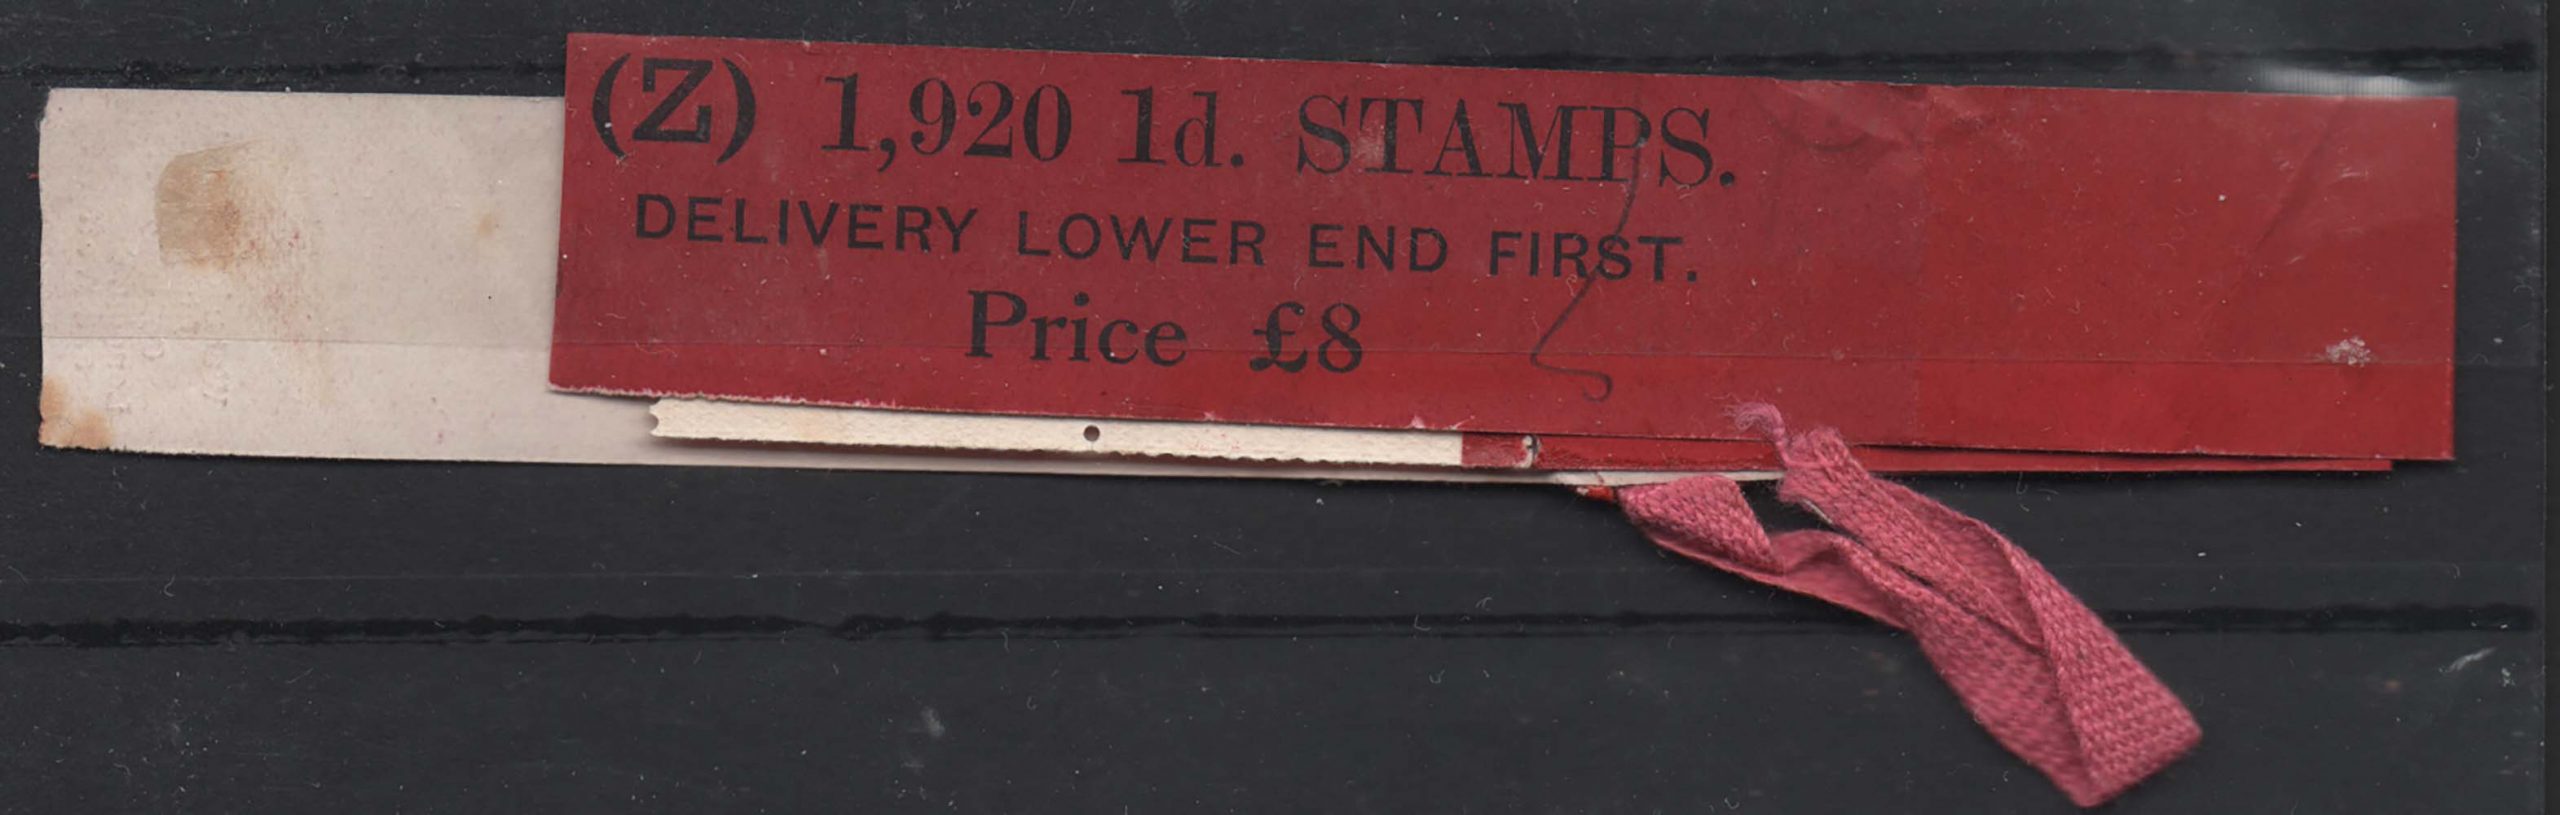 (Z) 1,920 1d. STAMPS.
DELIVERY LOWER END FIRST.
Price £8